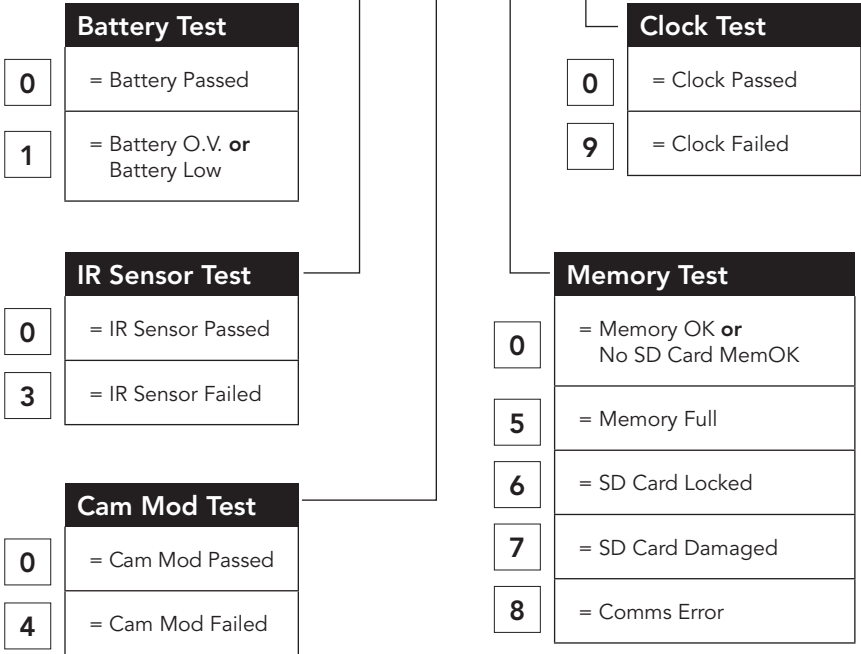 Battery Test
0 = Battery Passed
1 = Battery O.V. or
Battery Low
IR Sensor Test
0 = IR Sensor Passed
3 = IR Sensor Failed
Cam Mod Test
0 = Cam Mod Passed
4 = Cam Mod Failed
Clock Test
0 = Clock Passed
9 = Clock Failed
Memory Test
0 = Memory OK or
No SD Card MemOK
5 = Memory Full
6 = SD Card Locked
7 = SD Card Damaged
8 = Comms Error